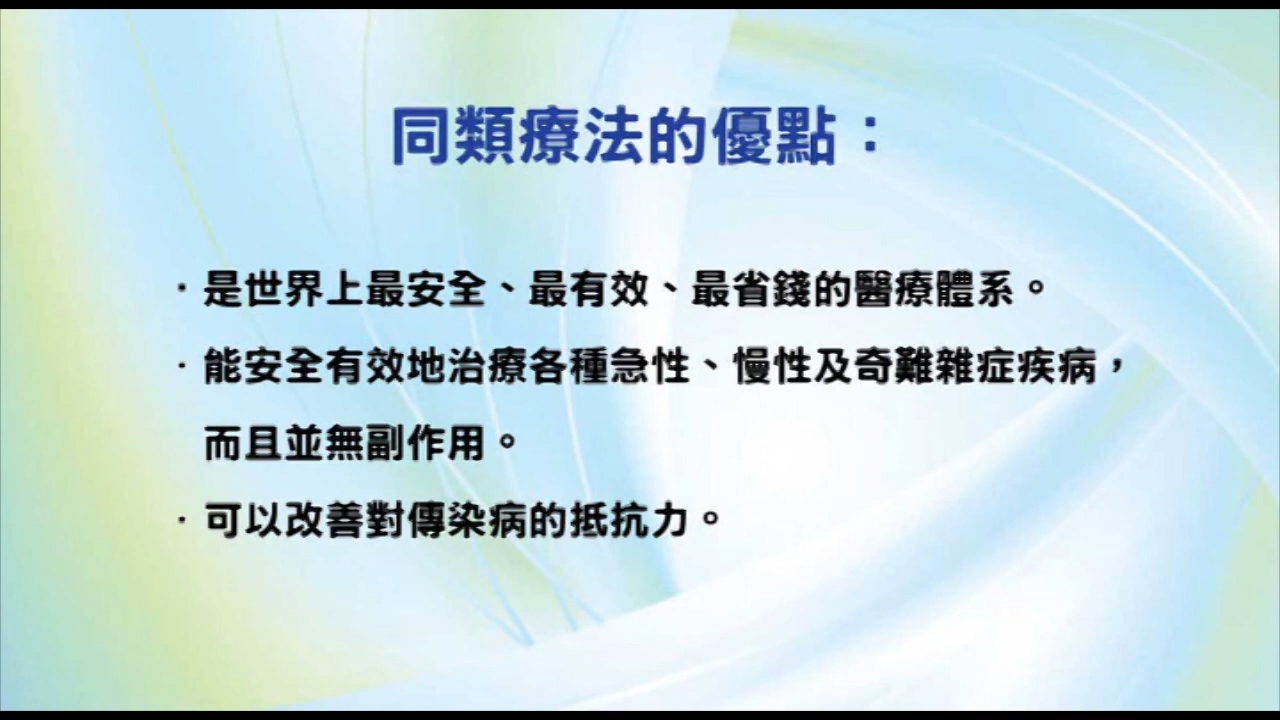 同類療法的優點：
· 是世界上最安全、最有效、最省錢的醫療體系。
· 能安全有效地治療各種急性、慢性及奇難雜症疾病，
而且並無副作用。
· 可以改善對傳染病的抵抗力。